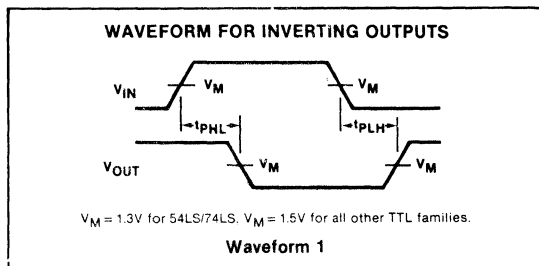 WAVEFORM FOR INVERTING OUTPUTS
VIN
VM
VM
tPHL
tPLH
VOUT
VM
VM
VM = 1.3V for 54LS/74LS, VM = 1.5V for all other TTL families.
Waveform 1